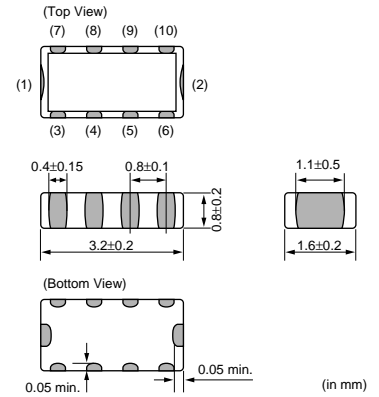 (Top View)
(7) (8) (9) (10)
(1) (2)
(3) (4) (5) (6)
0.4±0.15 0.8±0.1 1.1±0.5
0.8±0.2
3.2±0.2 1.6±0.2
(Bottom View)
0.05 min.
0.05 min. (in mm)